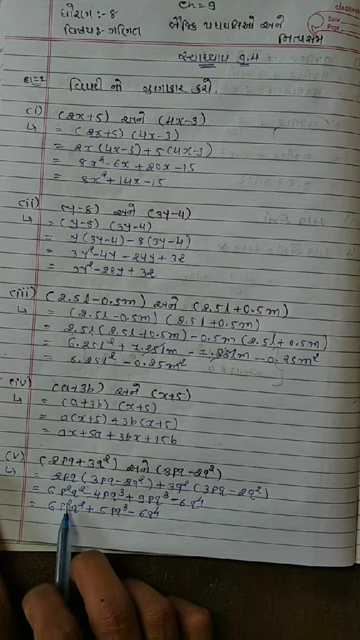 ધોરણ:-8
Ch = 9
વિષય:- ગણિત
બૈજિક પદાવલિઓ અને
નિત્યસમ
સ્વાધ્યાય 9.4
દા=1 દ્વિપદી નો ગુણાકાર કરો.
(i) (2x+5) અને (4x-3)
↳ = (2x+5) (4x-3)
= 2x(4x-3)+5(4x-3)
= 8x²-6x+20x-15
= 8x²+14x-15
(ii) (y-8) અને (3y-4)
↳ = (y-8) (3y-4)
= y(3y-4)-8(3y-4)
= 3y²-4y-24y+32
= 3y²-28y+32
(iii) (2.5l-0.5m) અને (2.5l+0.5m)
↳ = (2.5l-0.5m) (2.5l+0.5m)
= 2.5l(2.5l+0.5m)-0.5m(2.5l+0.5m)
= 6.25l²+1.25lm-1.25lm-0.25m²
= 6.25l²-0.25m²
(iv) (a+3b) અને (x+5)
↳ = (a+3b) (x+5)
= a(x+5)+3b(x+5)
= ax+5a+3bx+15b
(v) (2pq+3q²) અને (3pq-2q²)
↳ = 2pq(3pq-2q²)+3q²(3pq-2q²)
= 6p²q²-4pq³+9pq³-6q⁴
= 6p²q²+5pq³-6q⁴